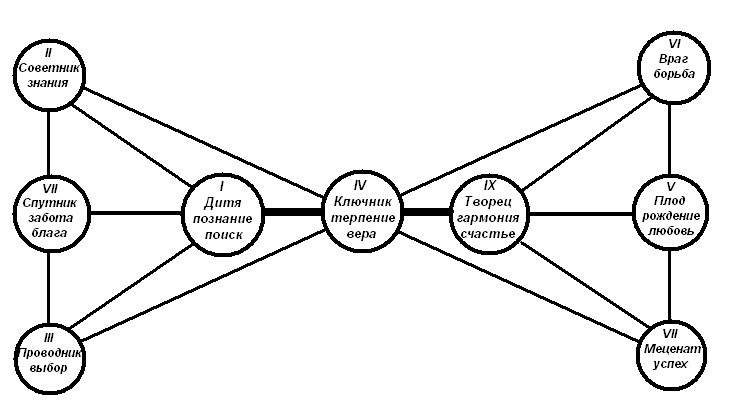 II
Советник
знания
VI
Враг
борьба
VII
Спутник
забота
блага
I
Дитя
познание
поиск
IV
Ключник
терпение
вера
IX
Творец
гармония
счастье
V
Плод
рождение
любовь
III
Проводник
выбор
VII
Меценат
успех